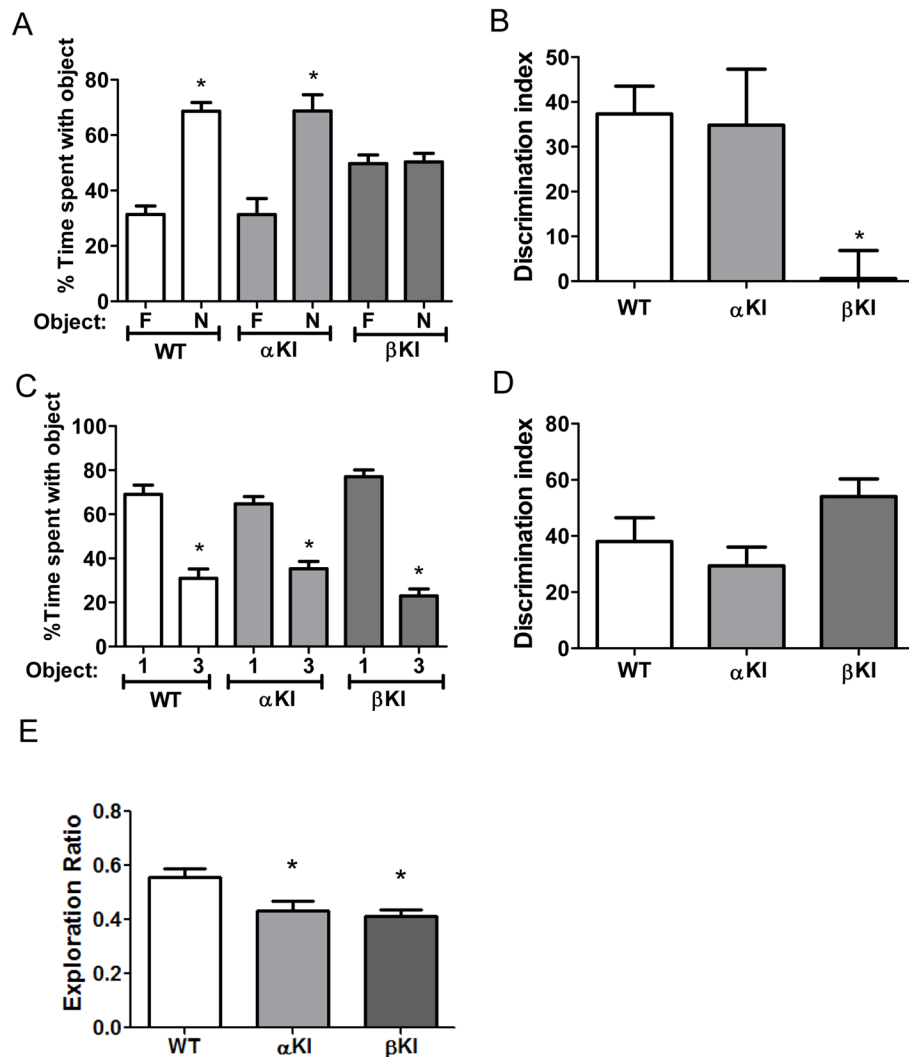 A
% Time spent with object
80
60
40
20
0
* *
Object: F N F N F N
WT αKI βKI
B
Discrimination index
50
40
30
20
10
0
*
WT αKI βKI
C
%Time spent with object
100
80
60
40
20
0
* * *
Object: 1 3 1 3 1 3
WT αKI βKI
D
Discrimination index
80
60
40
20
0
WT αKI βKI
E
Exploration Ratio
0.8
0.6
0.4
0.2
0.0
* *
WT αKI βKI